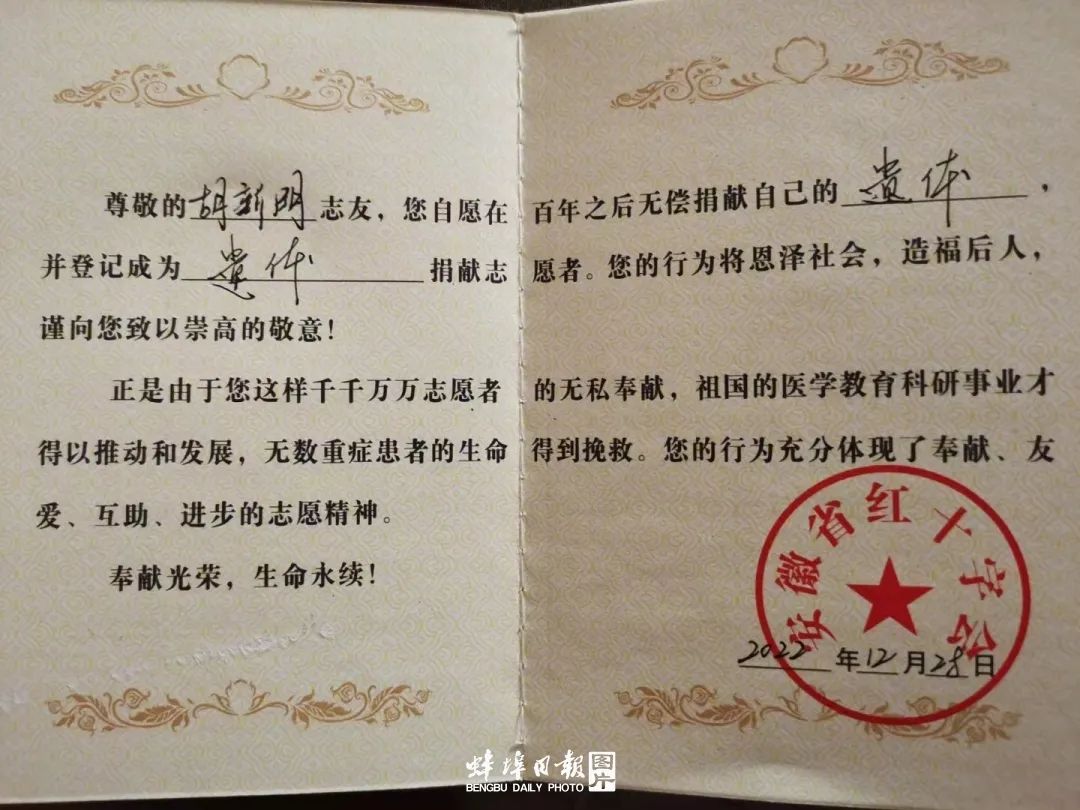 尊敬的胡新明志友，您自愿在百年之后无偿捐献自己的遗体，
并登记成为遗体捐献志愿者。您的行为将恩泽社会，造福后人，
谨向您致以崇高的敬意！
正是由于您这样千千万万志愿者的无私奉献，祖国的医学教育科研事业才
得以推动和发展，无数重症患者的生命得到挽救。您的行为充分体现了奉献、友
爱、互助、进步的志愿精神。
奉献光荣，生命永续！
安徽省红十字会
2022年12月28日
蚌埠日报图片
BENGBU DAILY PHOTO